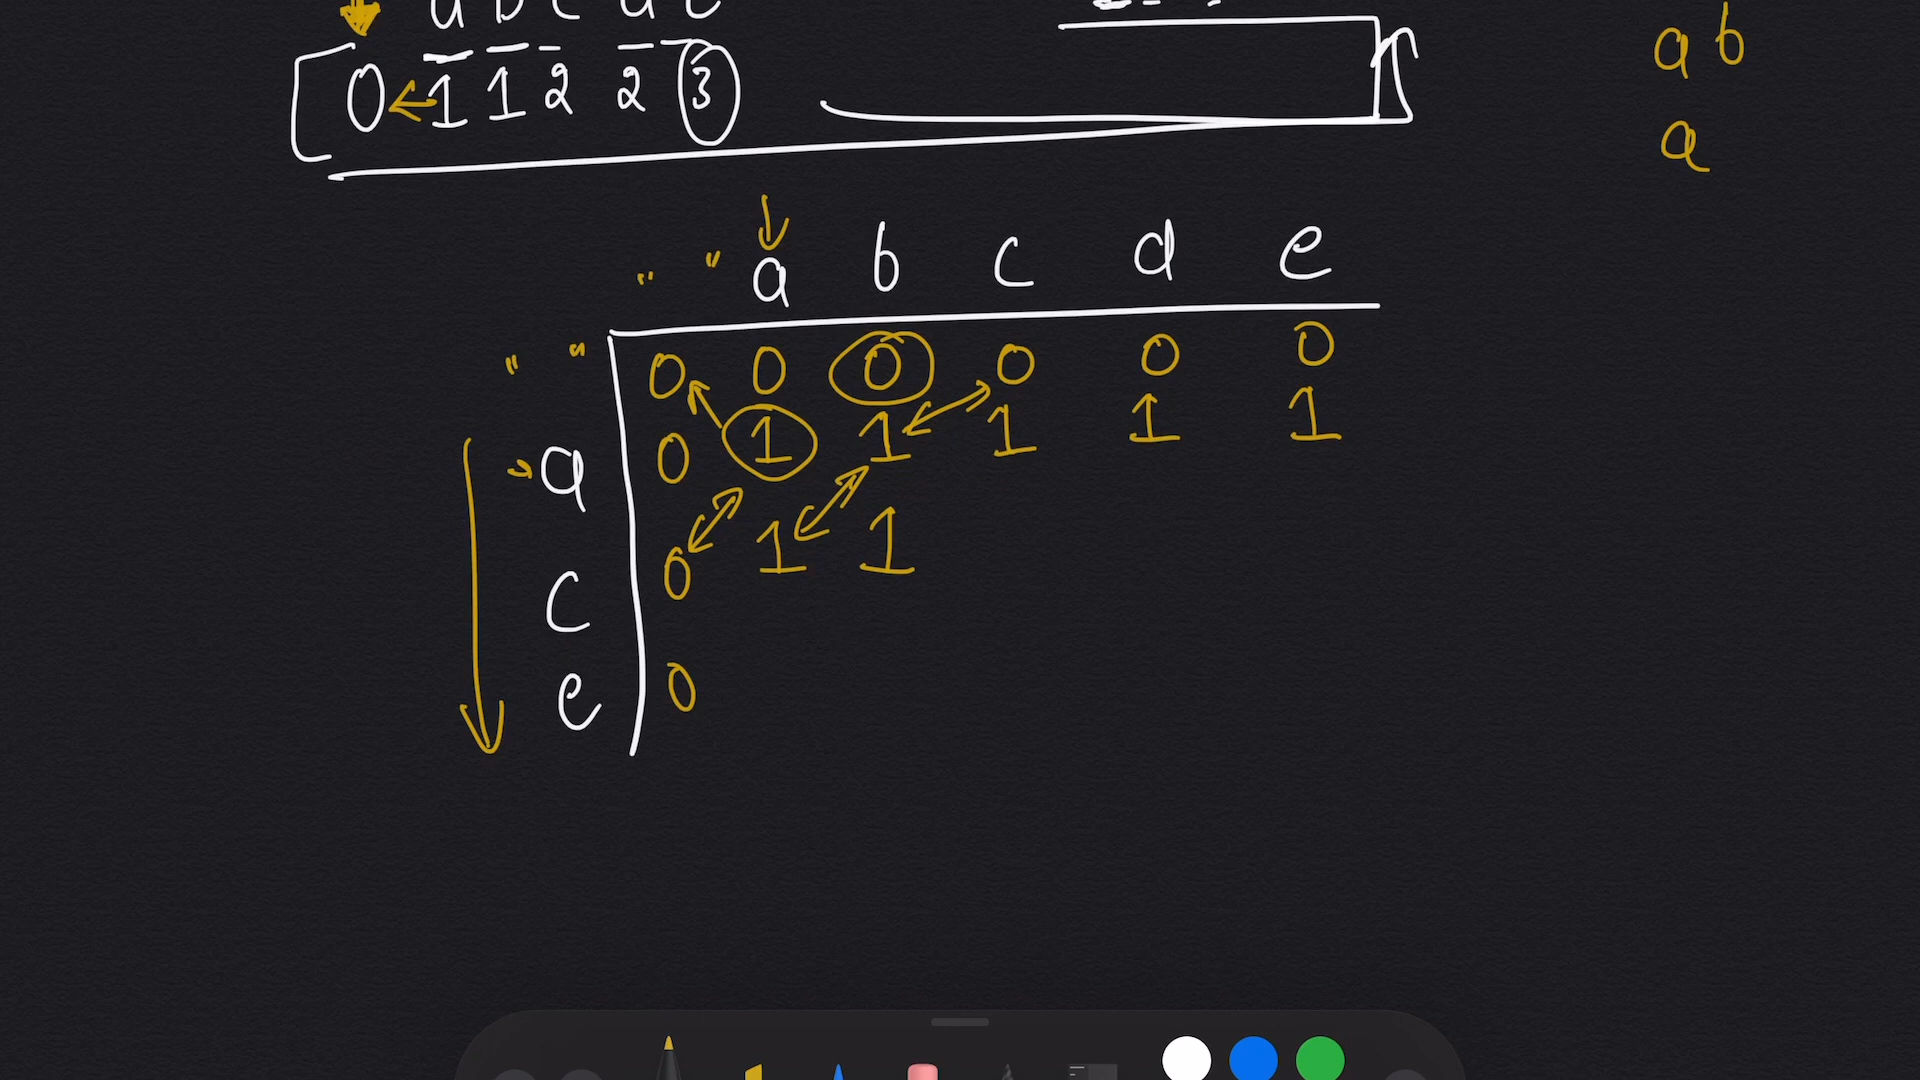 a b c d e
a b
0 1 1 2 2 3
a
" " a b c d e
" " 0 0 0 0 0 0
a 0 1 1 1 1 1
c 0 1 1
e 0